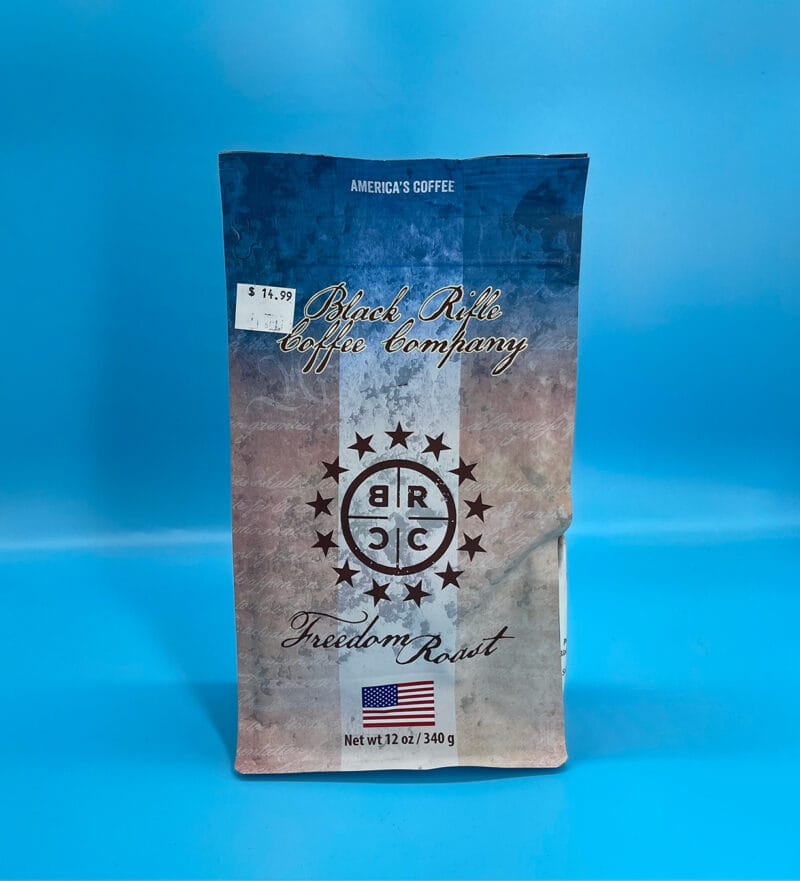 AMERICA'S COFFEE
$ 14.99
Black Rifle
Coffee Company
B R
C C
Freedom Roast
Net wt 12 oz / 340 g